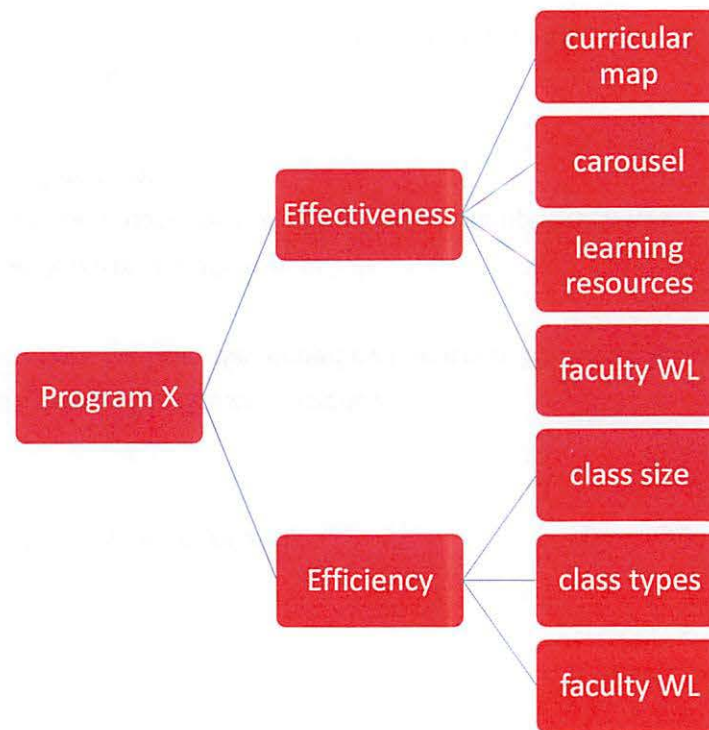 curricular
map
carousel
Effectiveness
learning
resources
faculty WL
Program X
class size
Efficiency
class types
faculty WL